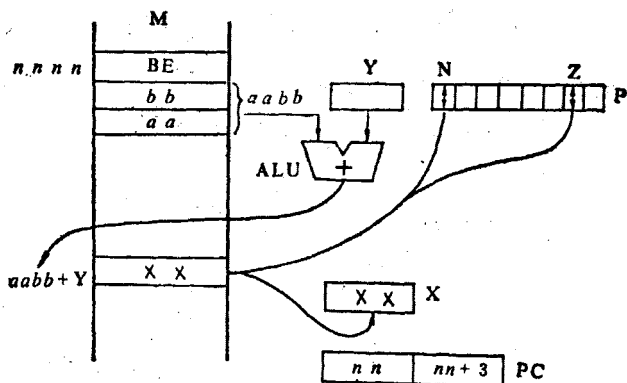 M
n n n n
BE
b b
a a
a a b b
Y
N
Z
P
ALU
+
aabb + Y
X X
X X
X
n n
nn + 3
PC